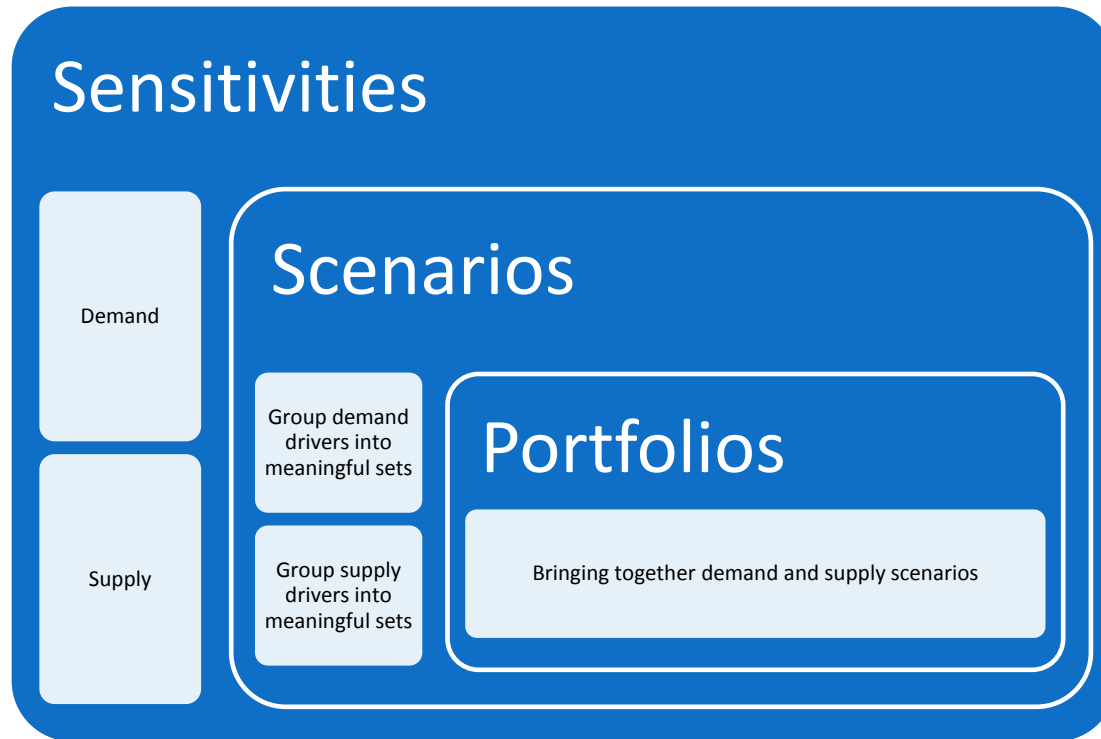 Sensitivities
Demand
Supply
Scenarios
Group demand
drivers into
meaningful sets
Group supply
drivers into
meaningful sets
Portfolios
Bringing together demand and supply scenarios